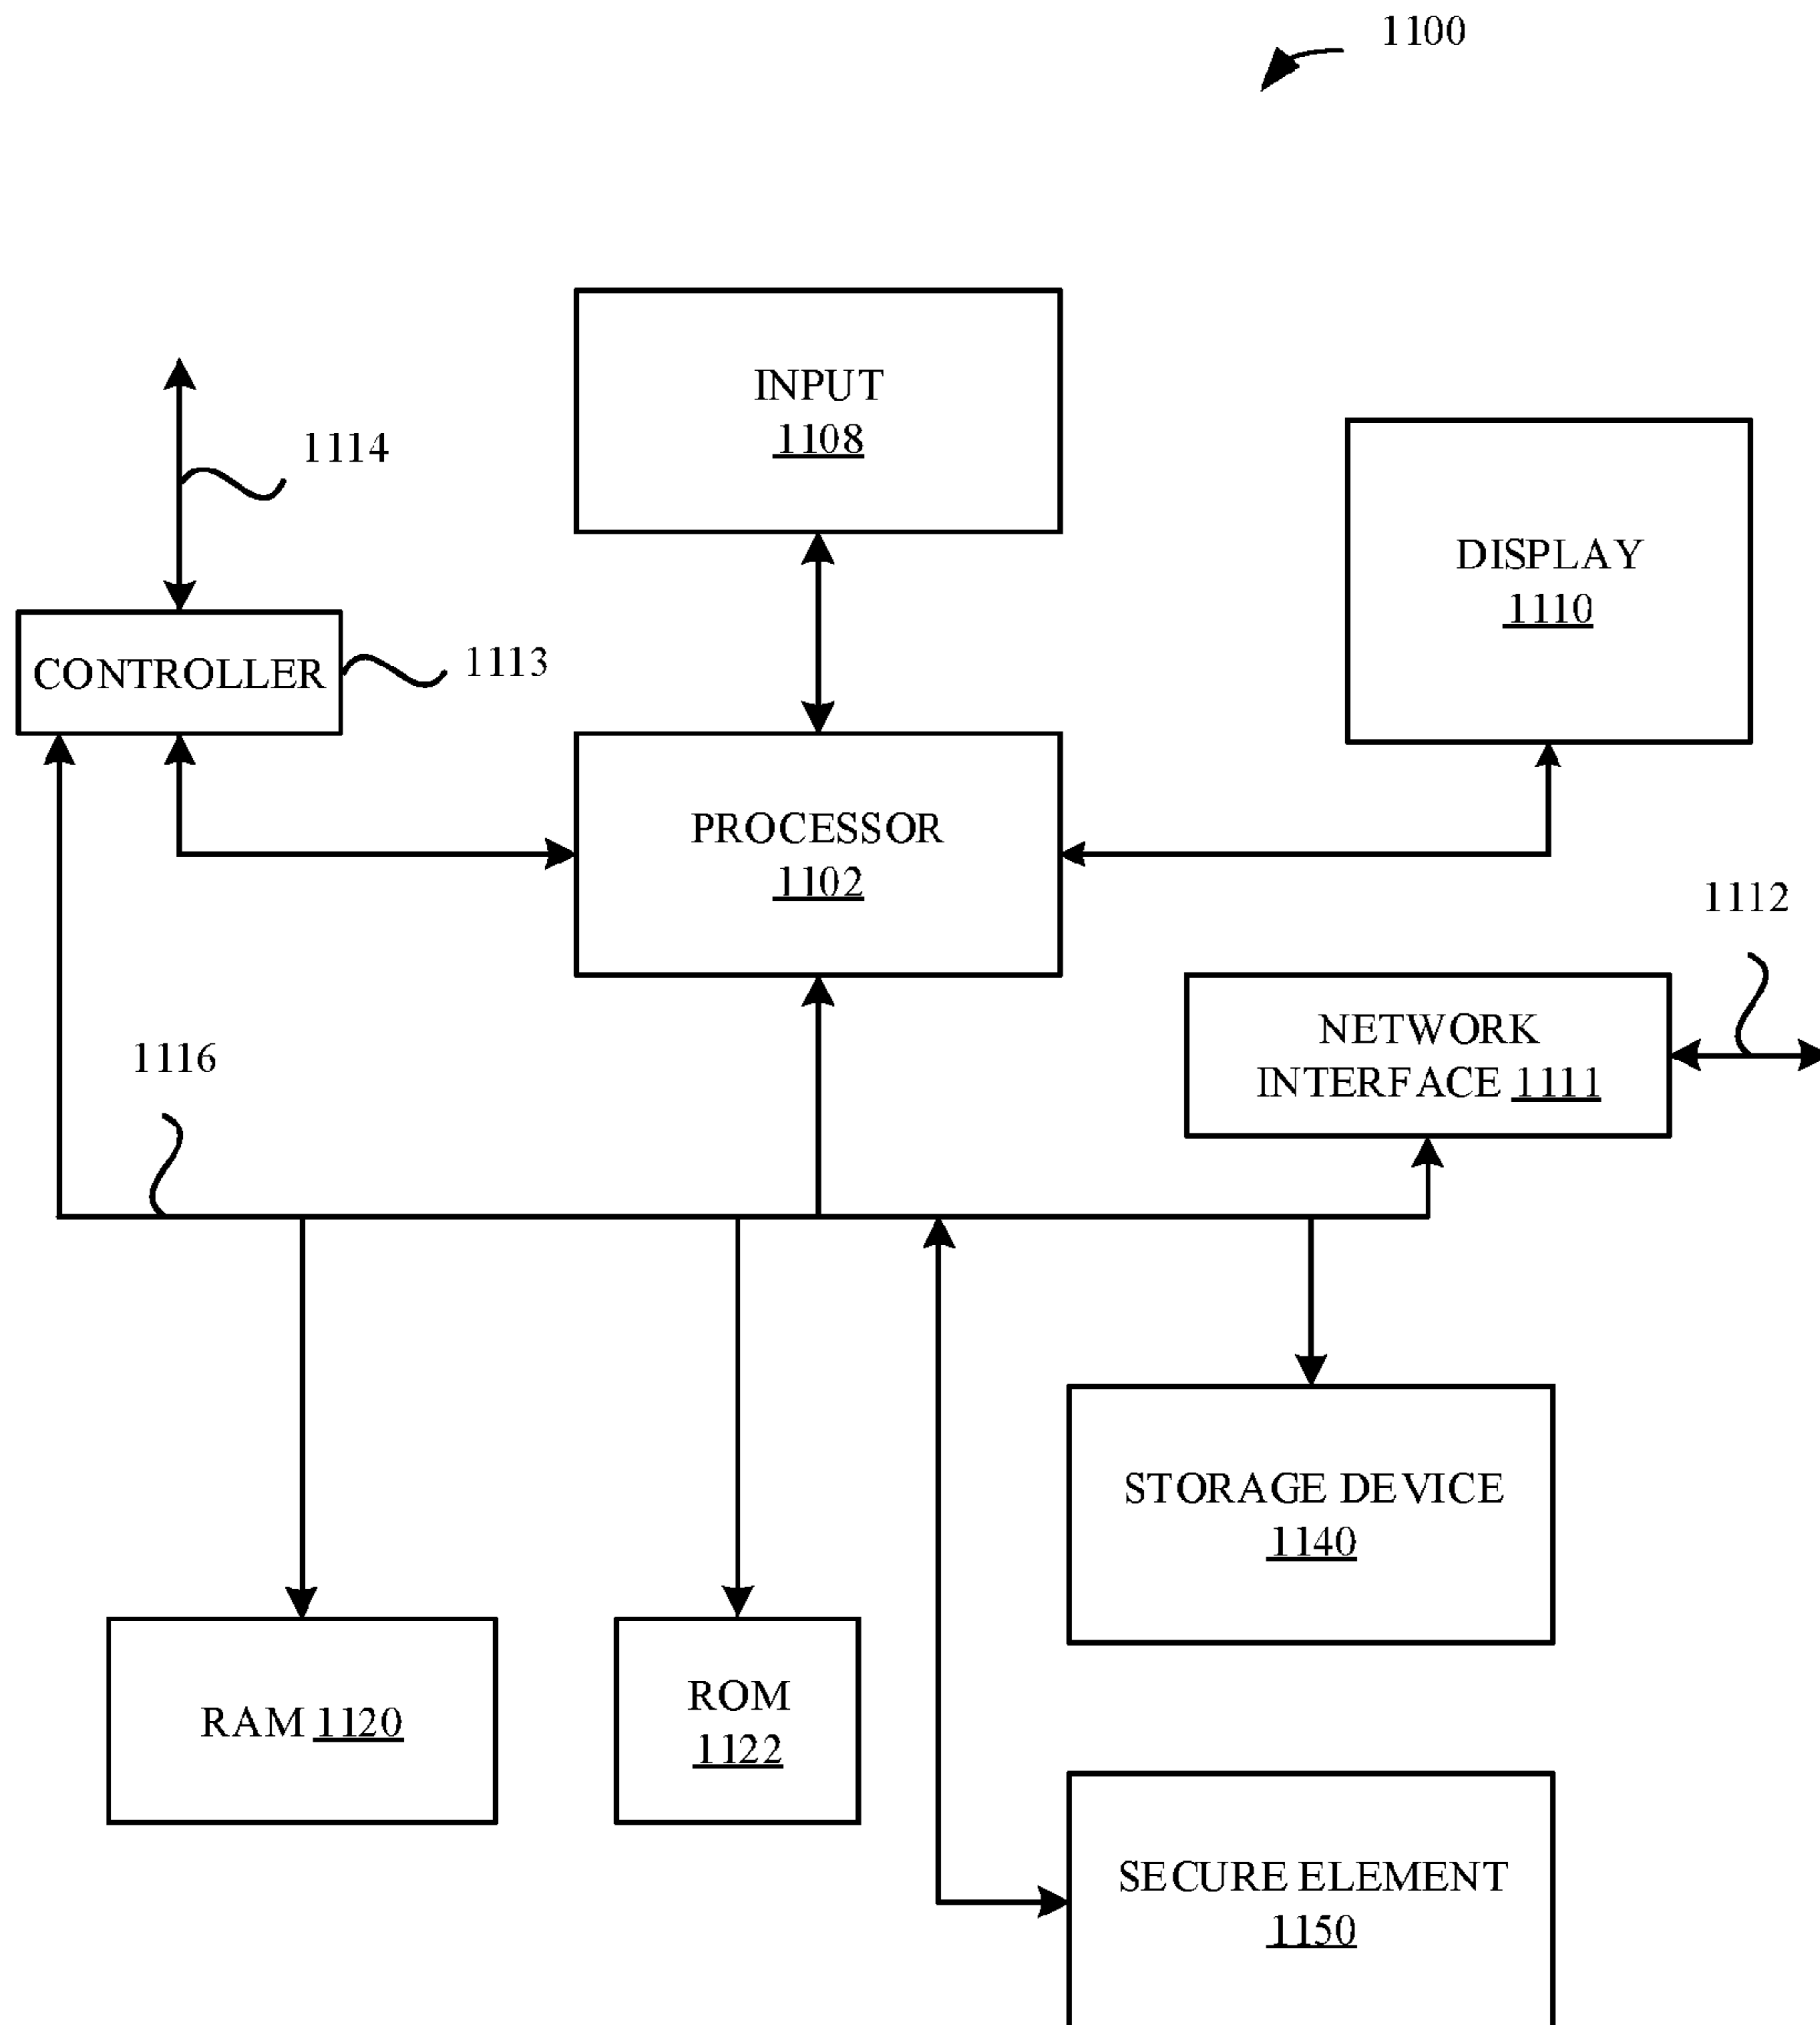 1100
INPUT
1108
1114
DISPLAY
1110
CONTROLLER
1113
PROCESSOR
1102
1112
NETWORK
INTERFACE 1111
1116
STORAGE DEVICE
1140
RAM 1120
ROM
1122
SECURE ELEMENT
1150